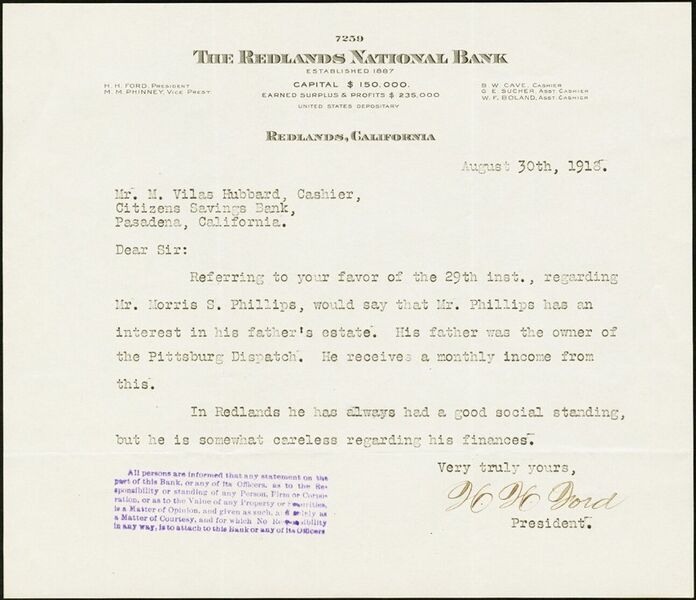 7259
THE REDLANDS NATIONAL BANK
ESTABLISHED 1887
CAPITAL $ 150,000.
EARNED SURPLUS & PROFITS $ 235,000
UNITED STATES DEPOSITARY
H. H. FORD, PRESIDENT
M. M. PHINNEY, VICE PREST.
S. W. CAVE, CASHIER
G. E. SUCHER, ASST. CASHIER
W. F. BOLAND, ASST. CASHIER
REDLANDS, CALIFORNIA
August 30th, 1918.
Mr. M. Vilas Hubbard, Cashier,
Citizens Savings Bank,
Pasadena, California.
Dear Sir:
Referring to your favor of the 29th inst., regarding
Mr. Morris S. Phillips, would say that Mr. Phillips has an
interest in his father's estate. His father was the owner of
the Pittsburg Dispatch. He receives a monthly income from
this.
In Redlands he has always had a good social standing,
but he is somewhat careless regarding his finances.
Very truly yours,
H H Ford
President.
All persons are informed that any statement on the
part of this Bank, or any of its Officers, as to the Re-
sponsibility or standing of any Person, Firm or Corpo-
ration, or as to the Value of any Property or Securities,
is a Matter of Opinion, and given as such, and solely as
a Matter of Courtesy, and for which No Responsibility
in any way, is to attach to this Bank or any of its Officers